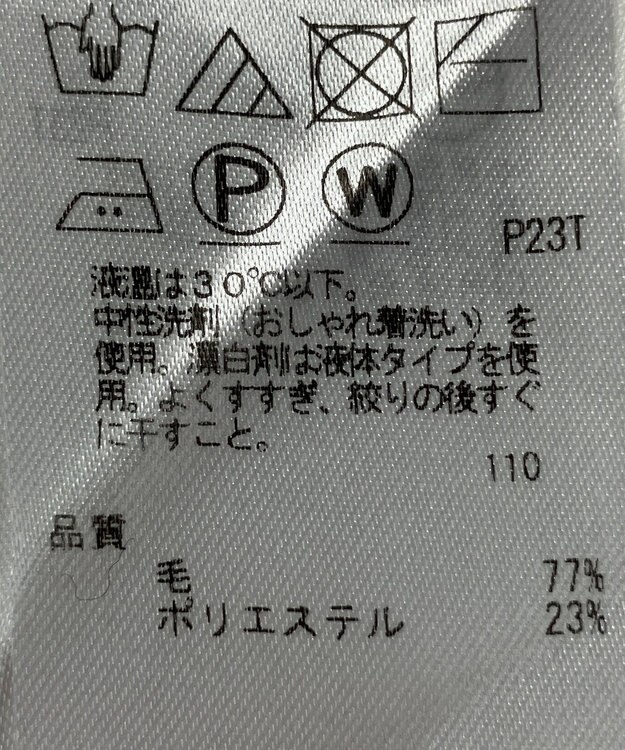 P
W
P23T
液温は30℃以下。
中性洗剤（おしゃれ着洗い）を
使用。漂白剤は液体タイプを使
用。よくすすぎ、絞りの後すぐ
に干すこと。
110
品質
毛 77%
ポリエステル 23%